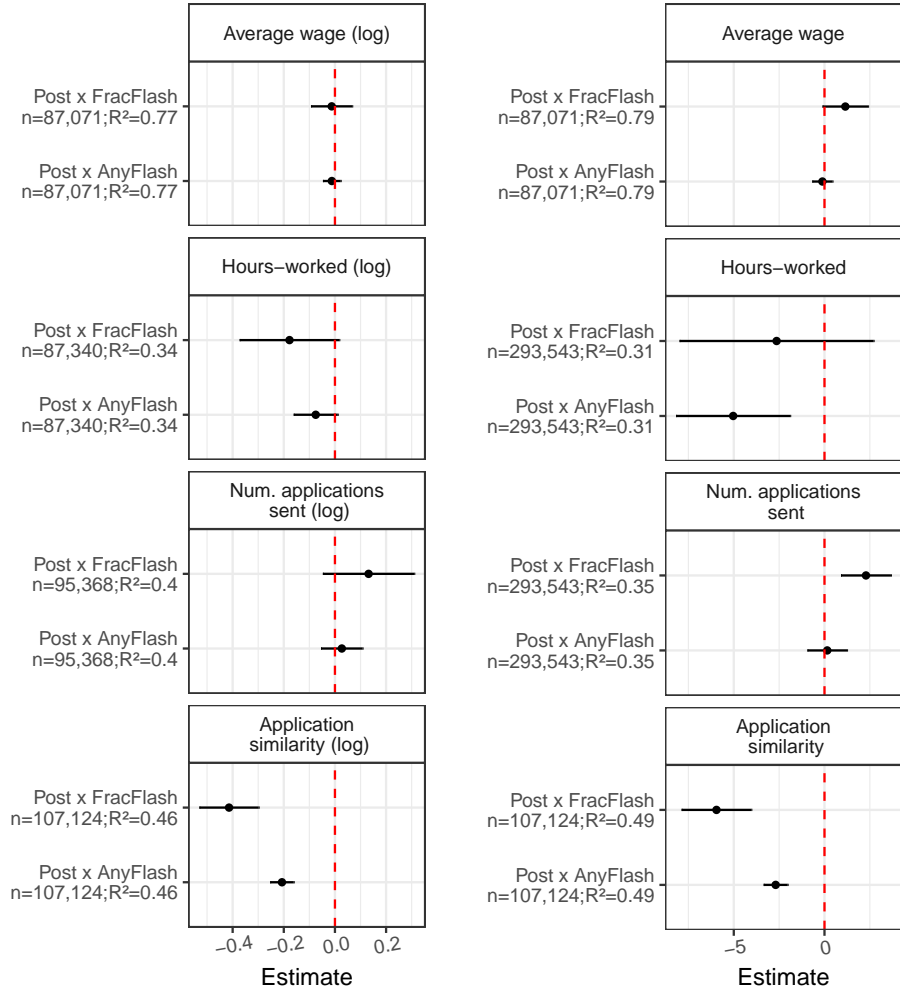 Average wage (log)
Post x FracFlash
n=87,071;R²=0.77
Post x AnyFlash
n=87,071;R²=0.77
Hours−worked (log)
Post x FracFlash
n=87,340;R²=0.34
Post x AnyFlash
n=87,340;R²=0.34
Num. applications
sent (log)
Post x FracFlash
n=95,368;R²=0.4
Post x AnyFlash
n=95,368;R²=0.4
Application
similarity (log)
Post x FracFlash
n=107,124;R²=0.46
Post x AnyFlash
n=107,124;R²=0.46
−0.4 −0.2 0.0 0.2
Estimate
Average wage
Post x FracFlash
n=87,071;R²=0.79
Post x AnyFlash
n=87,071;R²=0.79
Hours−worked
Post x FracFlash
n=293,543;R²=0.31
Post x AnyFlash
n=293,543;R²=0.31
Num. applications
sent
Post x FracFlash
n=293,543;R²=0.35
Post x AnyFlash
n=293,543;R²=0.35
Application
similarity
Post x FracFlash
n=107,124;R²=0.49
Post x AnyFlash
n=107,124;R²=0.49
−5 0
Estimate